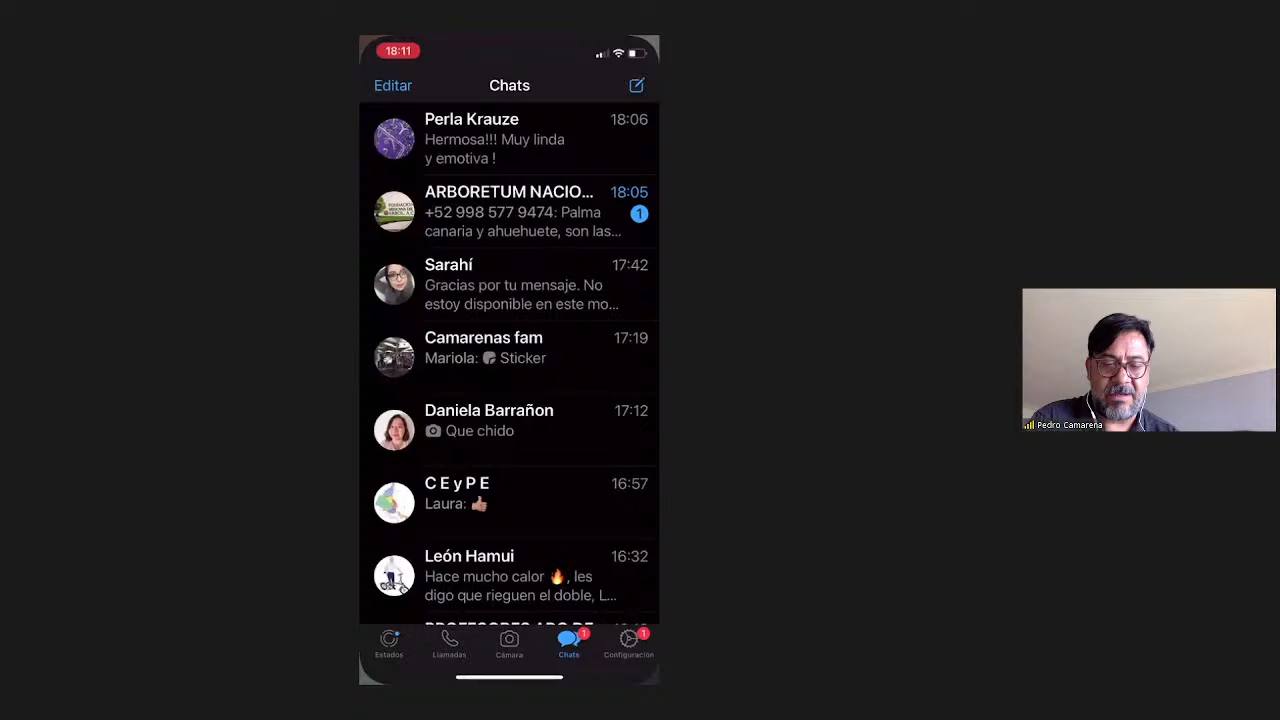 18:11
Editar
Chats
Perla Krauze
18:06
Hermosa!!! Muy linda
y emotiva !
ARBORETUM NACIO...
18:05
+52 998 577 9474: Palma
1
canaria y ahuehuete, son las...
Sarahí
17:42
Gracias por tu mensaje. No
estoy disponible en este mo...
Camarenas fam
17:19
Mariola: Sticker
Daniela Barrañon
17:12
Que chido
C E y P E
16:57
Laura: 👍🏼
León Hamui
16:32
Hace mucho calor 🔥, les
digo que rieguen el doble, L...
1
1
Estados
Llamadas
Cámara
Chats
Configuración
Pedro Camarena